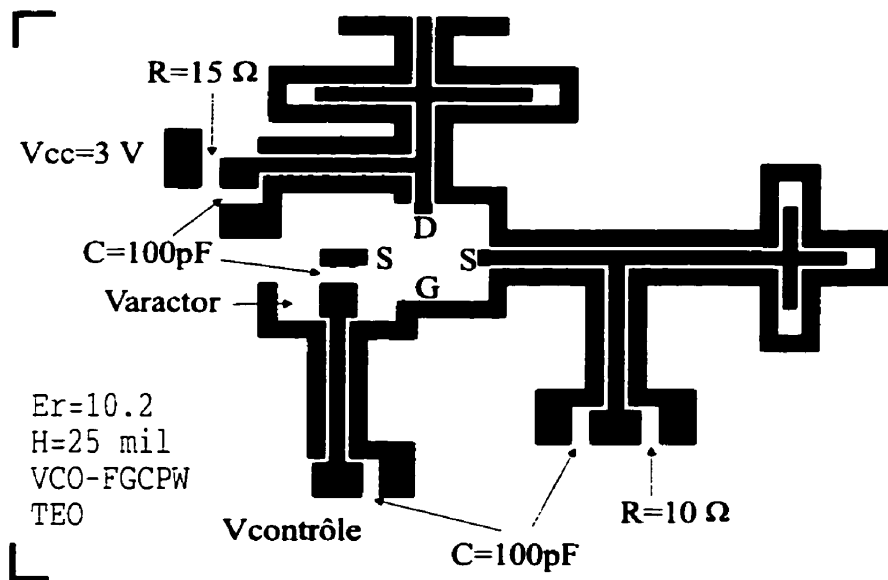 R=15 Ω
Vcc=3 V
D
C=100pF
S
S
Varactor
G
Er=10.2
H=25 mil
VCO-FGCPW
TEO
Vcontrôle
R=10 Ω
C=100pF